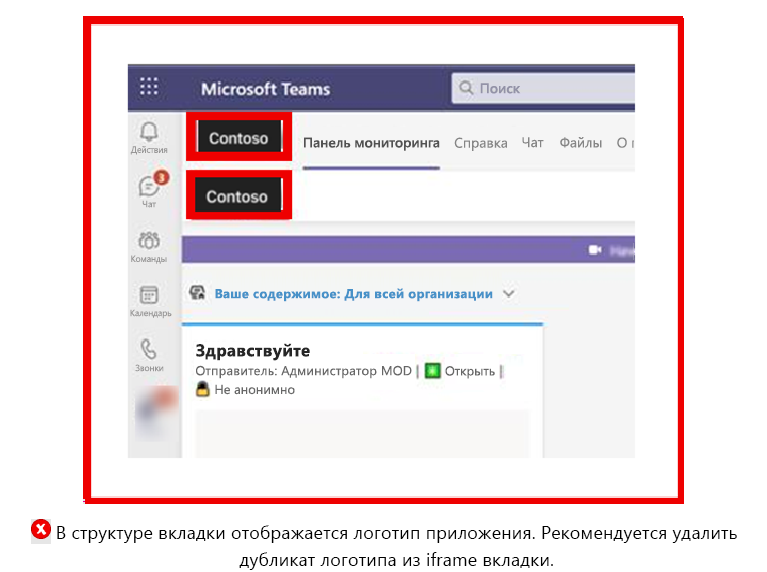 Microsoft Teams
Поиск
Действия
Contoso
Панель мониторинга Справка Чат Файлы О
3
Чат
Contoso
Команды
Календарь
Ваше содержимое: Для всей организации
Звонки
Здравствуйте
Отправитель: Администратор MOD | Открыть |
Не анонимно
В структуре вкладки отображается логотип приложения. Рекомендуется удалить
дубликат логотипа из iframe вкладки.